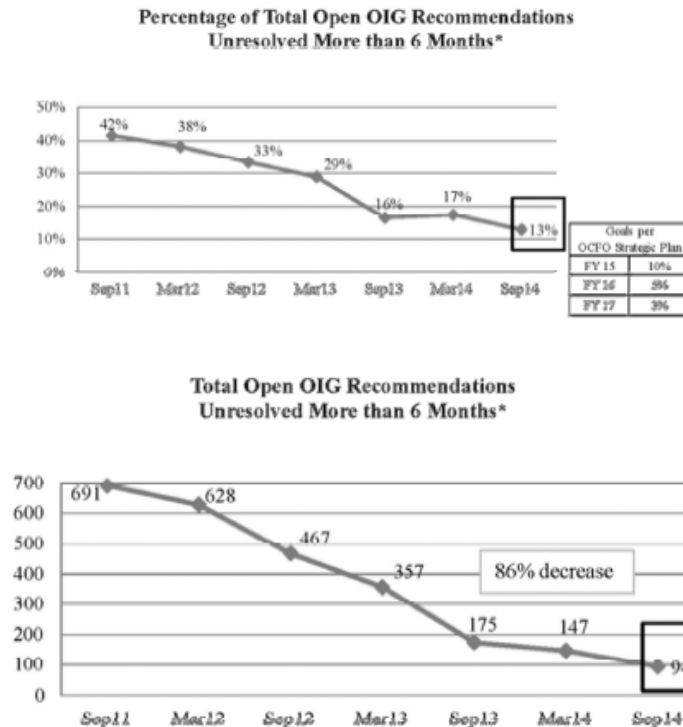 Percentage of Total Open OIG Recommendations
Unresolved More than 6 Months*
50%
42%
38%
40%
33%
29%
30%
16%
17%
20%
13%
10%
0%
Sep11 Mar12 Sep12 Mar13 Sep13 Mar14 Sep14
Goals per
OCFO Strategic Plan
FY 15 10%
FY 16 5%
FY 17 3%
Total Open OIG Recommendations
Unresolved More than 6 Months*
700
691
628
600
500
467
400
357
86% decrease
300
200
175
147
100
0
Sep11 Mar12 Sep12 Mar13 Sep13 Mar14 Sep14